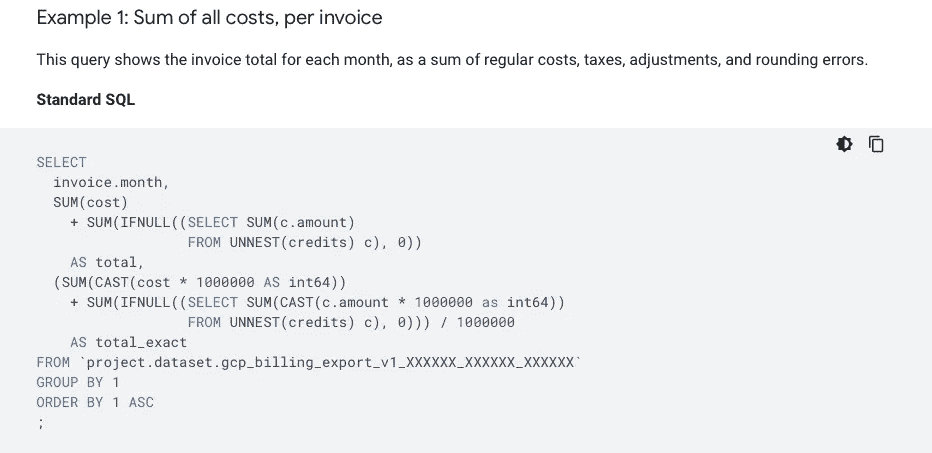 Example 1: Sum of all costs, per invoice
This query shows the invoice total for each month, as a sum of regular costs, taxes, adjustments, and rounding errors.
Standard SQL
SELECT
  invoice.month,
  SUM(cost)
    + SUM(IFNULL((SELECT SUM(c.amount)
                  FROM UNNEST(credits) c), 0))
    AS total,
  (SUM(CAST(cost * 1000000 AS int64))
    + SUM(IFNULL((SELECT SUM(CAST(c.amount * 1000000 as int64))
                  FROM UNNEST(credits) c), 0))) / 1000000
    AS total_exact
FROM `project.dataset.gcp_billing_export_v1_XXXXXX_XXXXXX_XXXXXX`
GROUP BY 1
ORDER BY 1 ASC
;